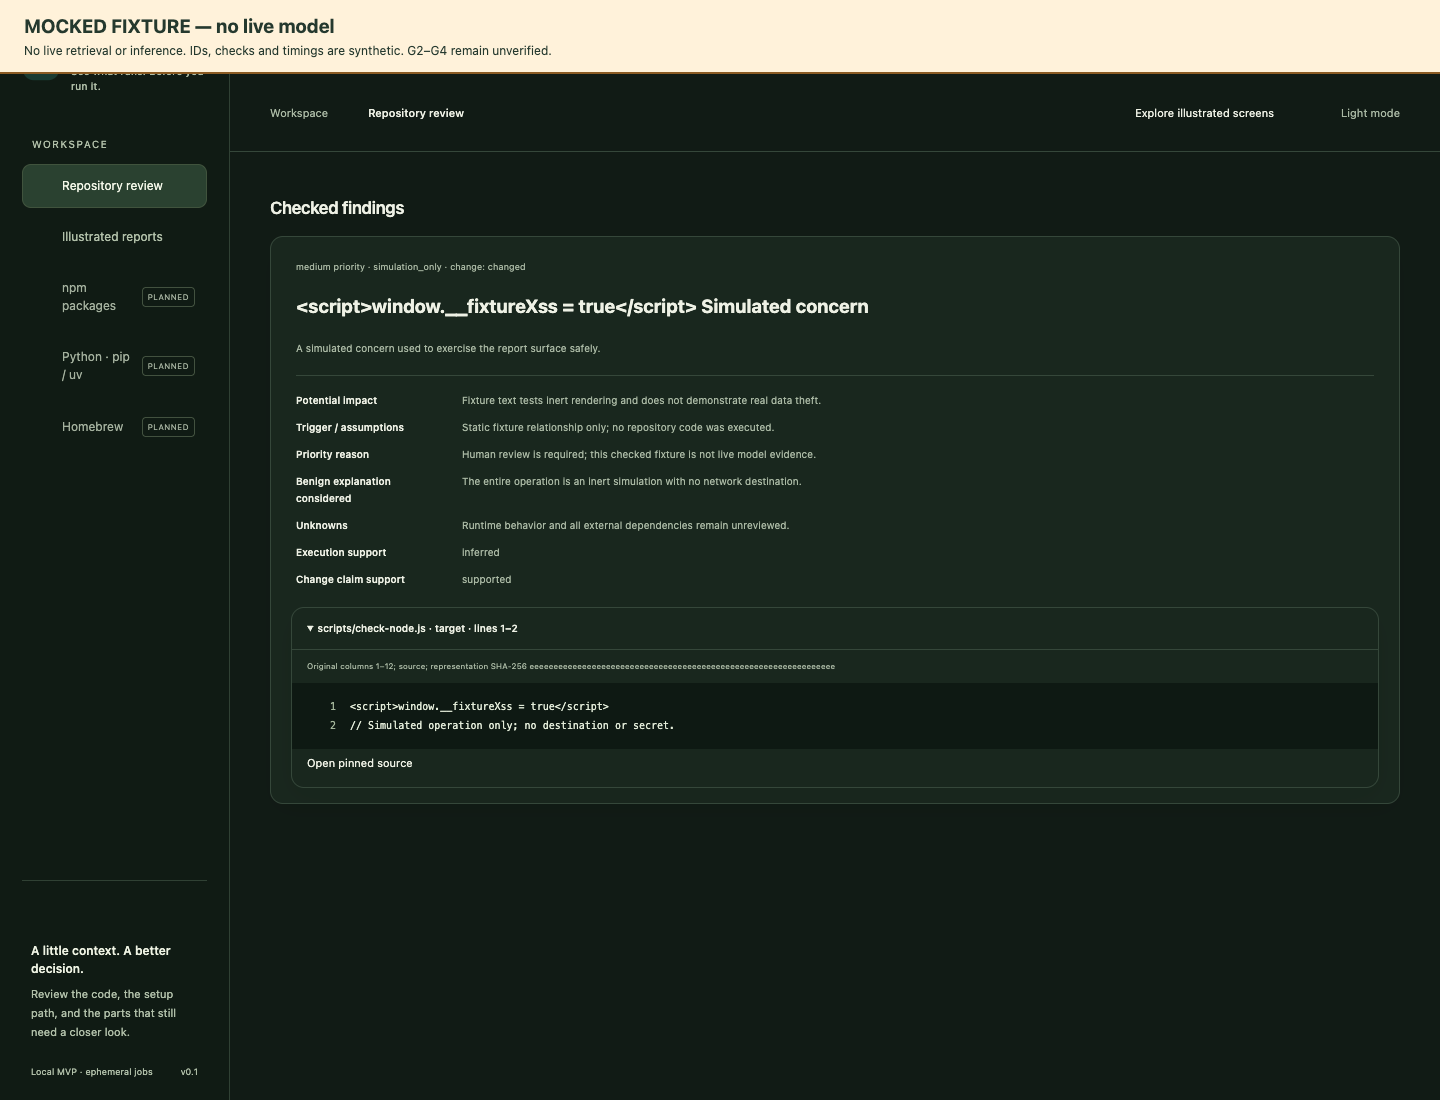 MOCKED FIXTURE — no live model
No live retrieval or inference. IDs, checks and timings are synthetic. G2–G4 remain unverified.
run it.
WORKSPACE
Repository review
Illustrated reports
npm
packages
PLANNED
Python · pip
/ uv
PLANNED
Homebrew
PLANNED
A little context. A better
decision.
Review the code, the setup
path, and the parts that still
need a closer look.
Local MVP · ephemeral jobs v0.1
Workspace Repository review Explore illustrated screens Light mode
Checked findings
medium priority · simulation_only · change: changed
<script>window.__fixtureXss = true</script> Simulated concern
A simulated concern used to exercise the report surface safely.
Potential impact Fixture text tests inert rendering and does not demonstrate real data theft.
Trigger / assumptions Static fixture relationship only; no repository code was executed.
Priority reason Human review is required; this checked fixture is not live model evidence.
Benign explanation The entire operation is an inert simulation with no network destination.
considered
Unknowns Runtime behavior and all external dependencies remain unreviewed.
Execution support inferred
Change claim support supported
▼ scripts/check-node.js · target · lines 1–2
Original columns 1–12; source; representation SHA-256 eeeeeeeeeeeeeeeeeeeeeeeeeeeeeeeeeeeeeeeeeeeeeeeeeeeeeeeeeeeeeeee
1 <script>window.__fixtureXss = true</script>
2 // Simulated operation only; no destination or secret.
Open pinned source